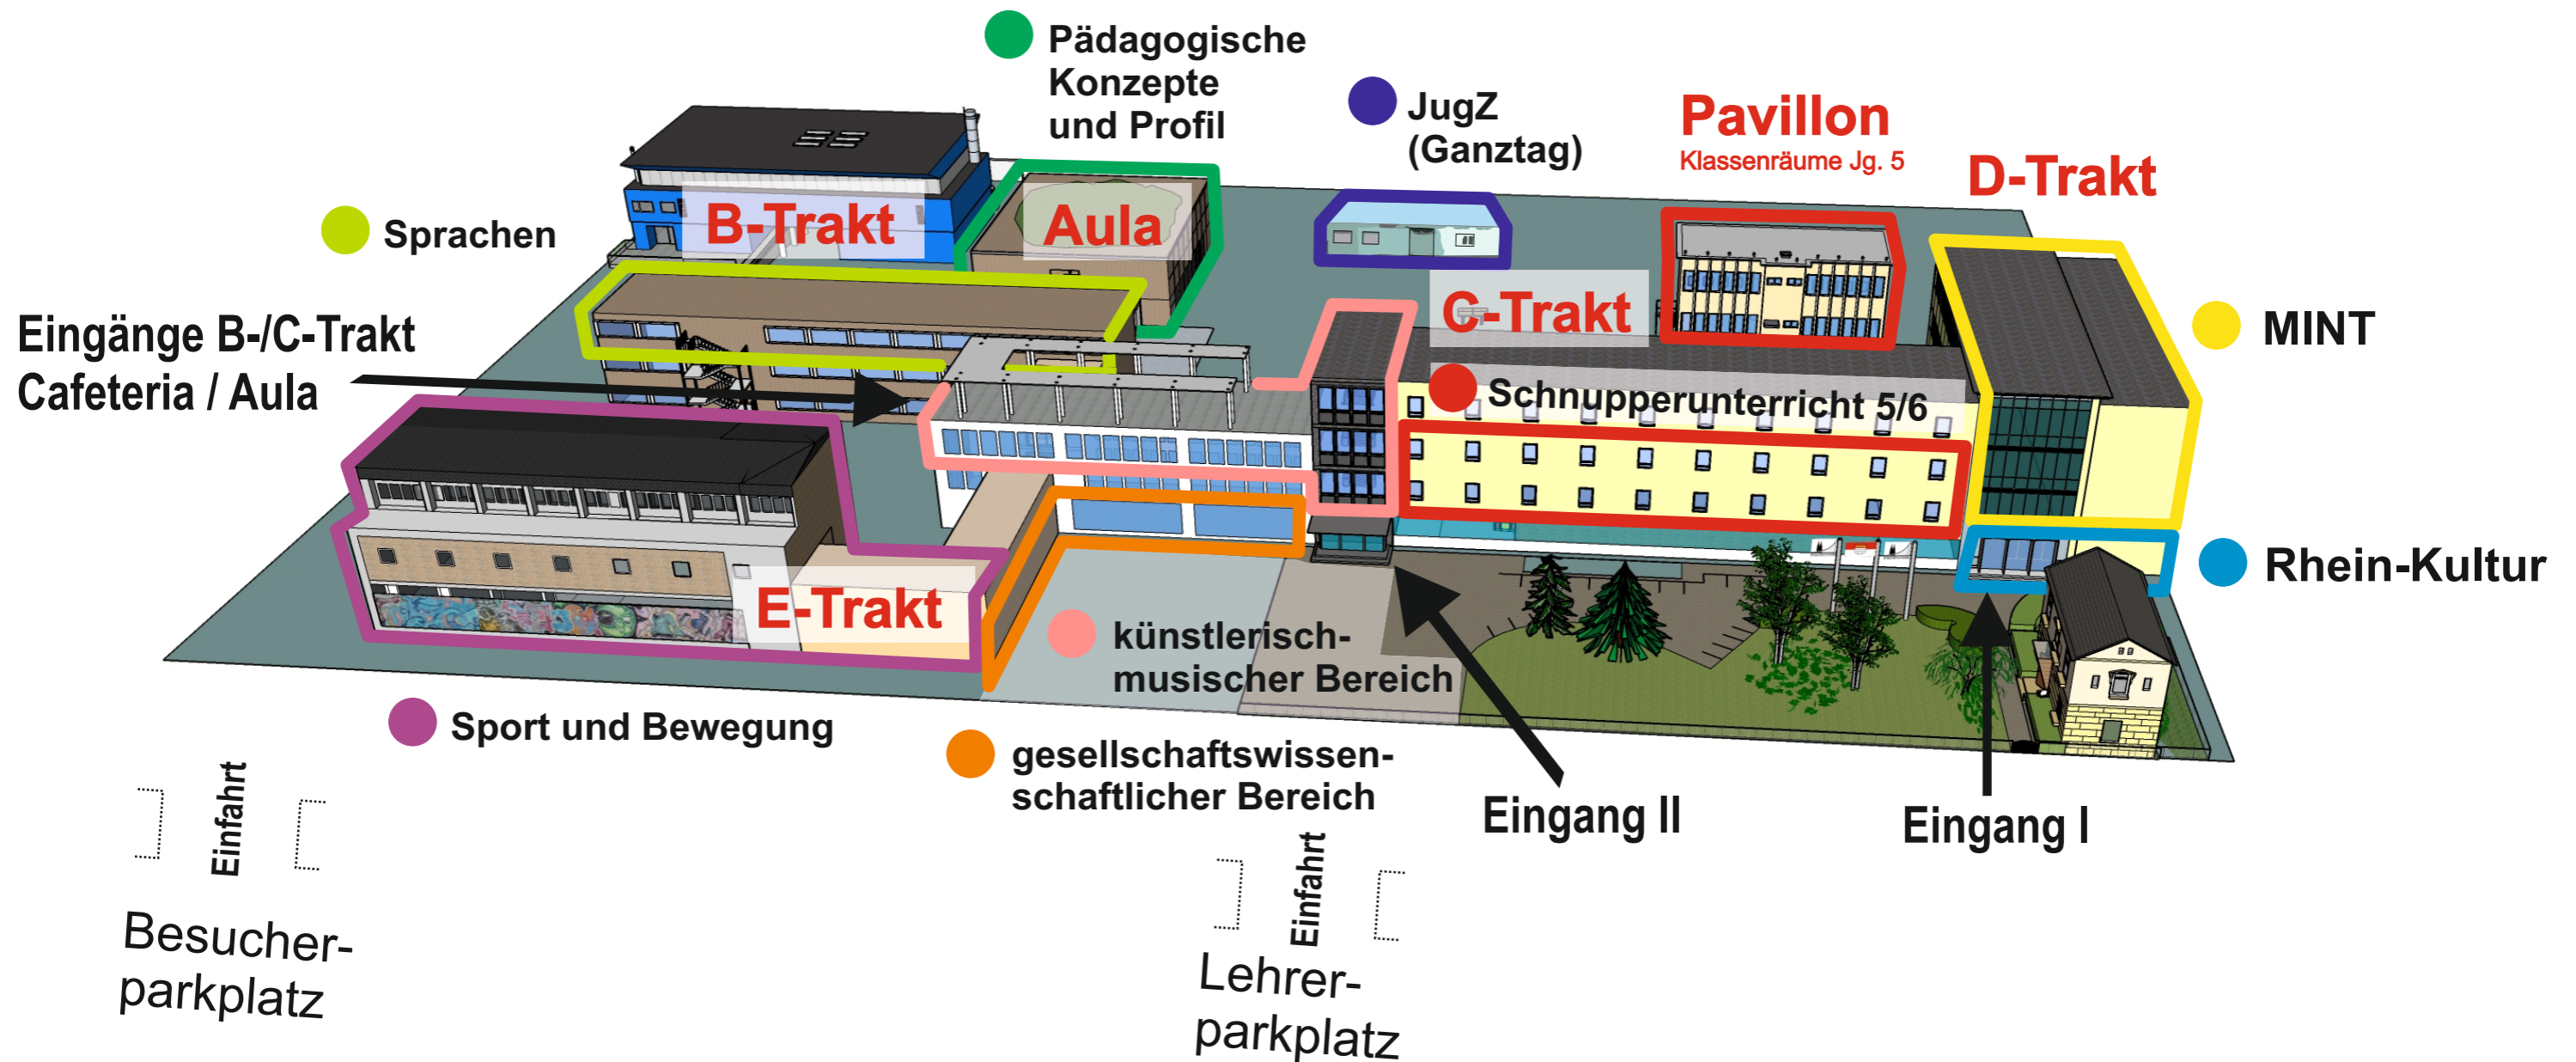 Pädagogische
Konzepte
und Profil
JugZ
(Ganztag)
Pavillon
Klassenräume Jg. 5
D-Trakt
B-Trakt
Aula
Sprachen
C-Trakt
Eingänge B-/C-Trakt
Cafeteria / Aula
MINT
Schnupperunterricht 5/6
Rhein-Kultur
E-Trakt
künstlerisch-
musischer Bereich
Sport und Bewegung
gesellschaftswissen-
schaftlicher Bereich
Eingang II
Eingang I
Einfahrt
Besucher-
parkplatz
Einfahrt
Lehrer-
parkplatz